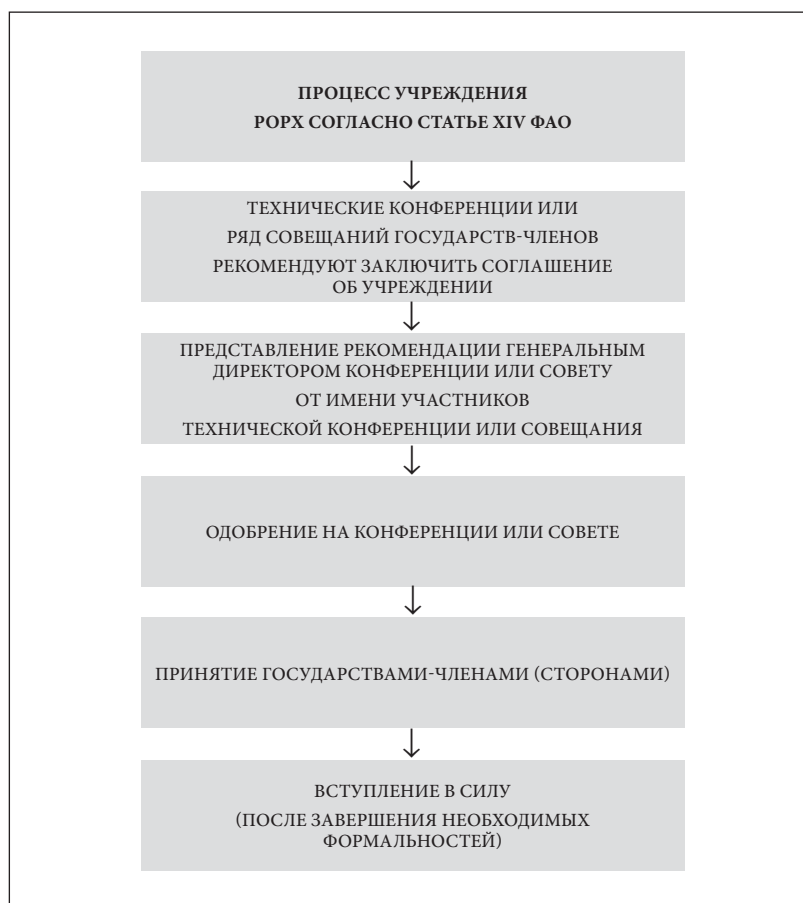 ПРОЦЕСС УЧРЕЖДЕНИЯ
РОРХ СОГЛАСНО СТАТЬЕ XIV ФАО
ТЕХНИЧЕСКИЕ КОНФЕРЕНЦИИ ИЛИ
РЯД СОВЕЩАНИЙ ГОСУДАРСТВ-ЧЛЕНОВ
РЕКОМЕНДУЮТ ЗАКЛЮЧИТЬ СОГЛАШЕНИЕ
ОБ УЧРЕЖДЕНИИ
ПРЕДСТАВЛЕНИЕ РЕКОМЕНДАЦИИ ГЕНЕРАЛЬНЫМ
ДИРЕКТОРОМ КОНФЕРЕНЦИИ ИЛИ СОВЕТУ
ОТ ИМЕНИ УЧАСТНИКОВ
ТЕХНИЧЕСКОЙ КОНФЕРЕНЦИИ ИЛИ СОВЕЩАНИЯ
ОДОБРЕНИЕ НА КОНФЕРЕНЦИИ ИЛИ СОВЕТЕ
ПРИНЯТИЕ ГОСУДАРСТВАМИ-ЧЛЕНАМИ (СТОРОНАМИ)
ВСТУПЛЕНИЕ В СИЛУ
(ПОСЛЕ ЗАВЕРШЕНИЯ НЕОБХОДИМЫХ
ФОРМАЛЬНОСТЕЙ)